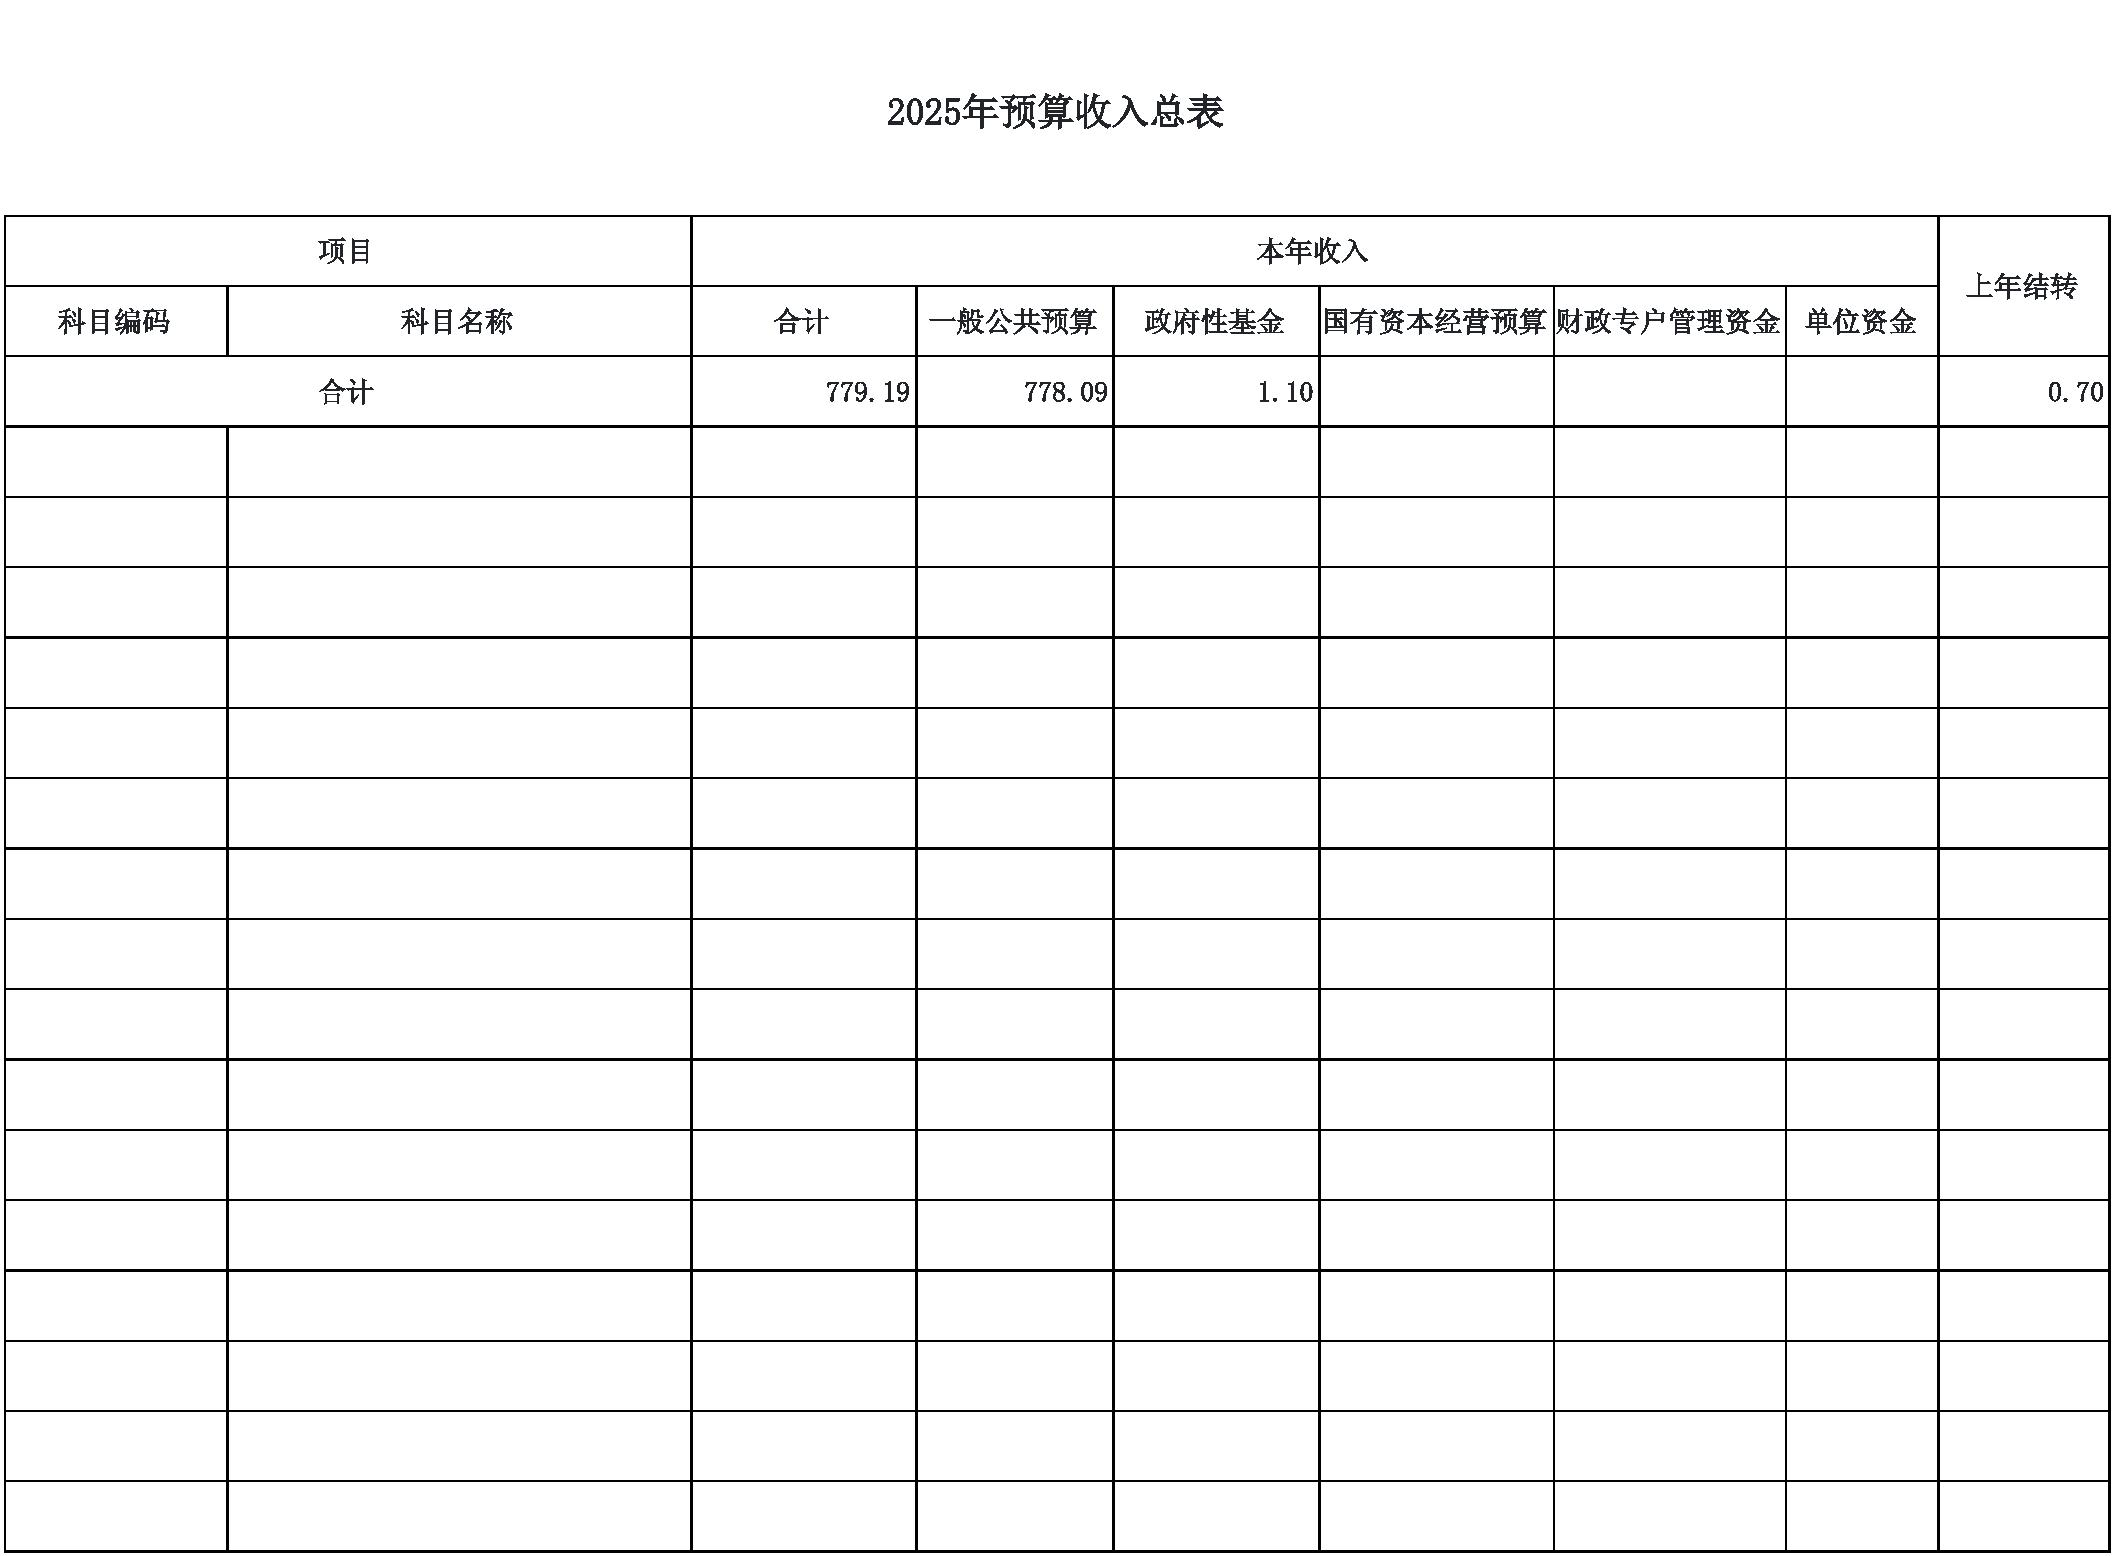 2025年预算收入总表
项目 本年收入 上年结转
科目编码 科目名称 合计 一般公共预算 政府性基金 国有资本经营预算 财政专户管理资金 单位资金
合计 779.19 778.09 1.10 0.70